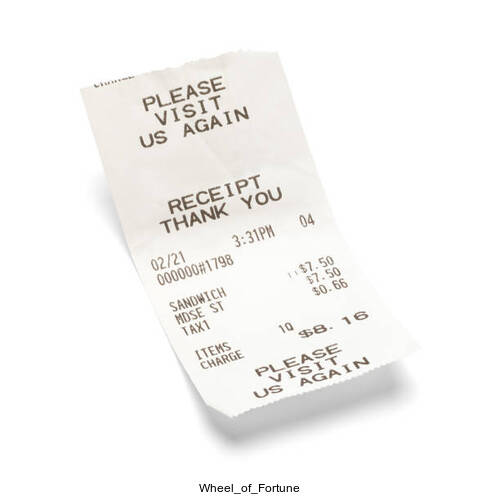 PLEASE
VISIT
US AGAIN
RECEIPT
THANK YOU
02/21 3:31PM 04
000000#1798
SANDWICH $7.50
MDSE ST $7.50
TAX1 $0.66
ITEMS 1Q
CHARGE $8.16
PLEASE
VISIT
US AGAIN
Wheel_of_Fortune